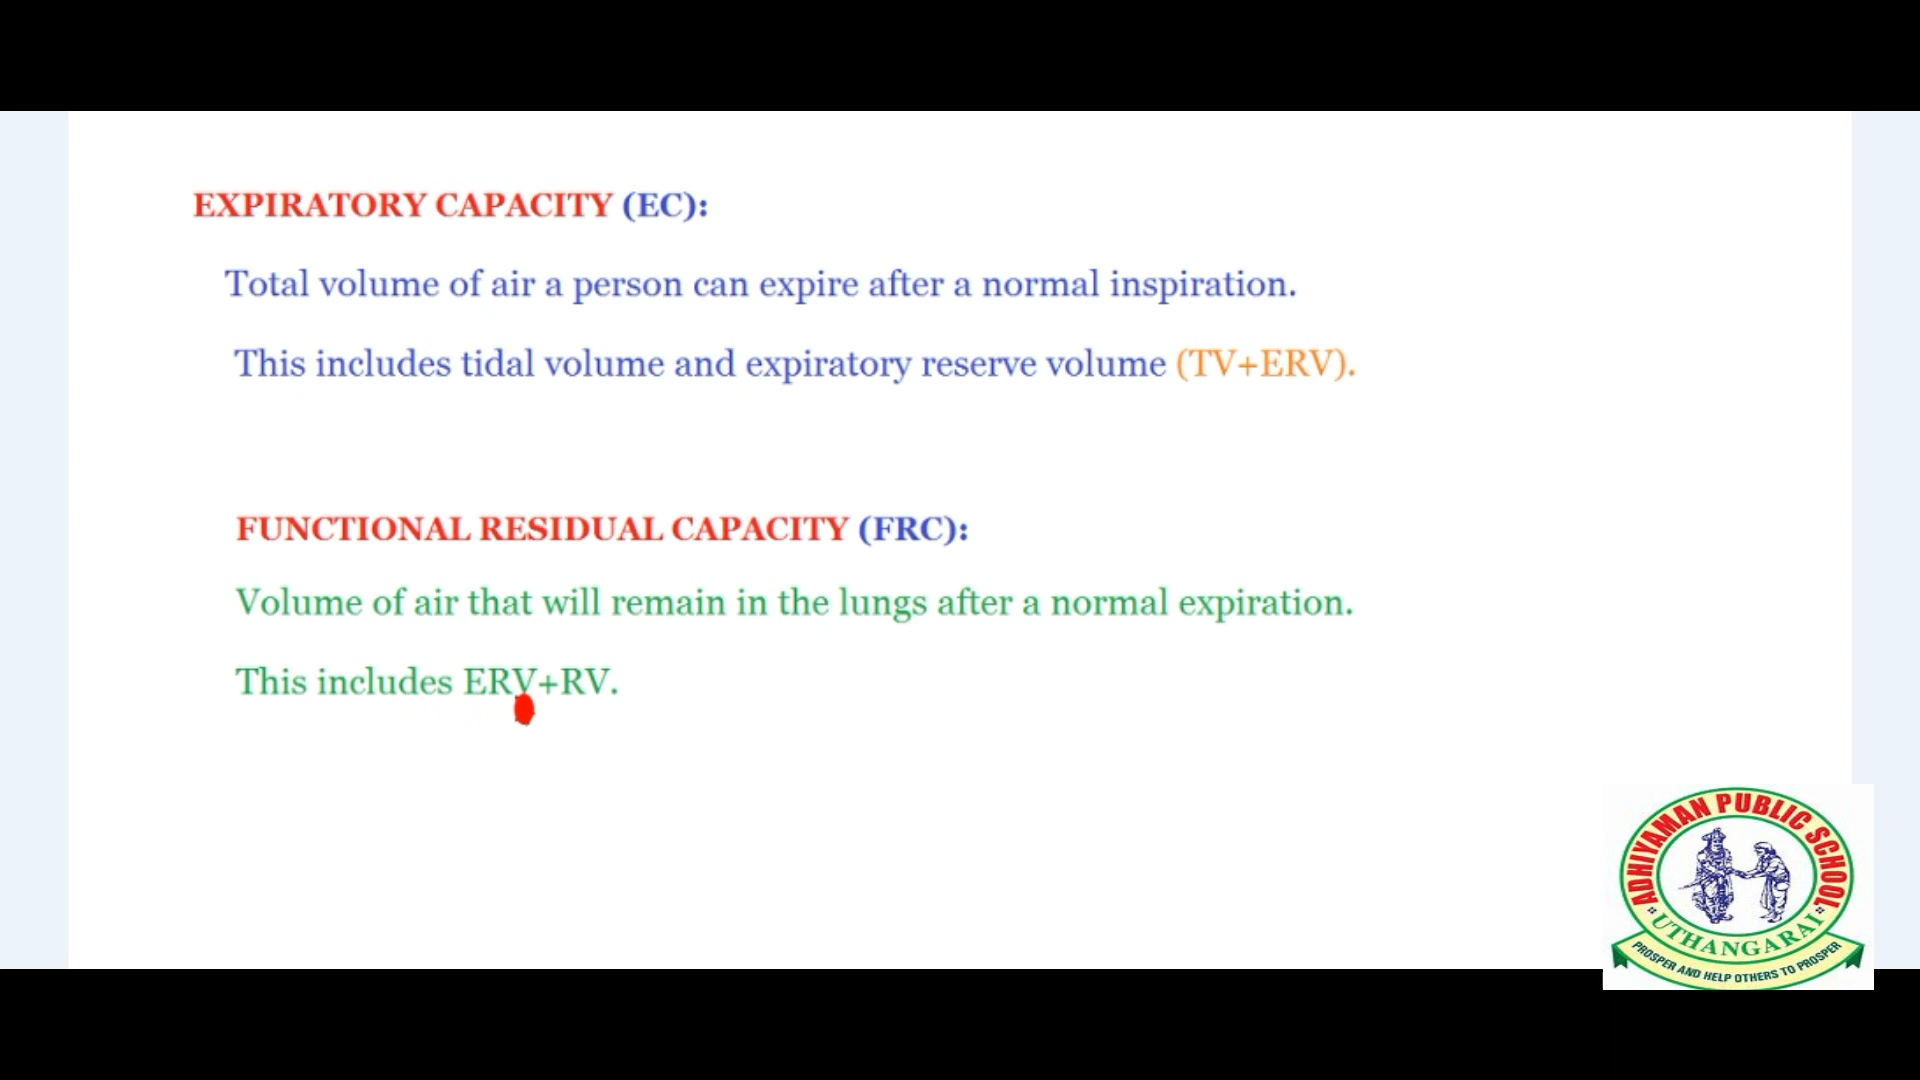 EXPIRATORY CAPACITY (EC):
Total volume of air a person can expire after a normal inspiration.
This includes tidal volume and expiratory reserve volume (TV+ERV).
FUNCTIONAL RESIDUAL CAPACITY (FRC):
Volume of air that will remain in the lungs after a normal expiration.
This includes ERV+RV.
ADHIYAMAN PUBLIC SCHOOL
UTHANGARAI
PROSPER AND HELP OTHERS TO PROSPER